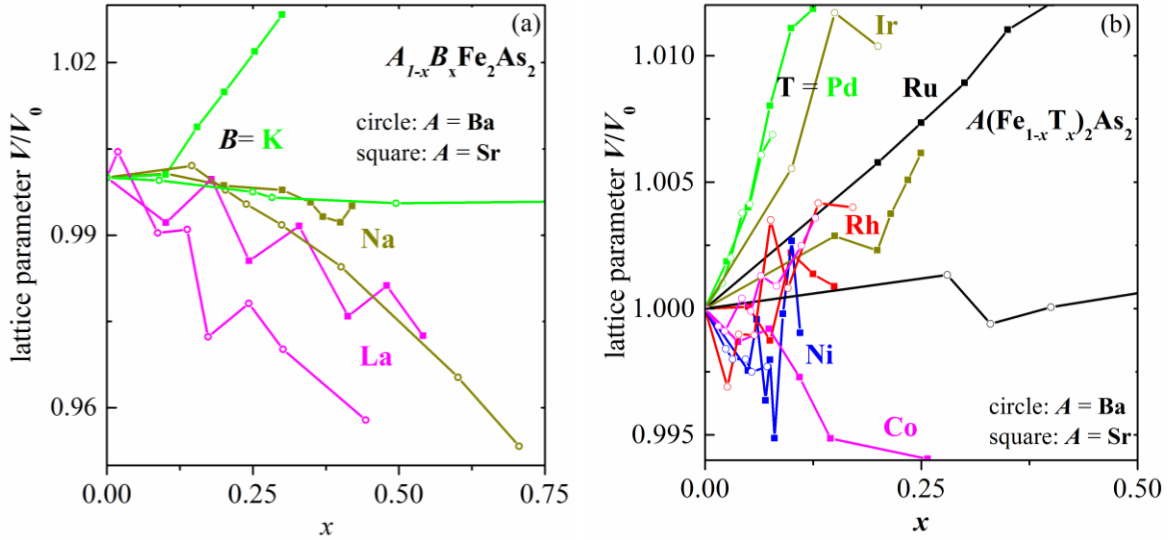 (a)
A1-xBxFe2As2
circle: A = Ba
square: A = Sr
B= K
Na
La
lattice parameter V/V0
1.02
0.99
0.96
0.00
0.25
0.50
0.75
x
(b)
Ir
T = Pd
Ru
A(Fe1-xTx)2As2
Rh
Ni
Co
circle: A = Ba
square: A = Sr
lattice parameter V/V0
1.010
1.005
1.000
0.995
0.00
0.25
0.50
x